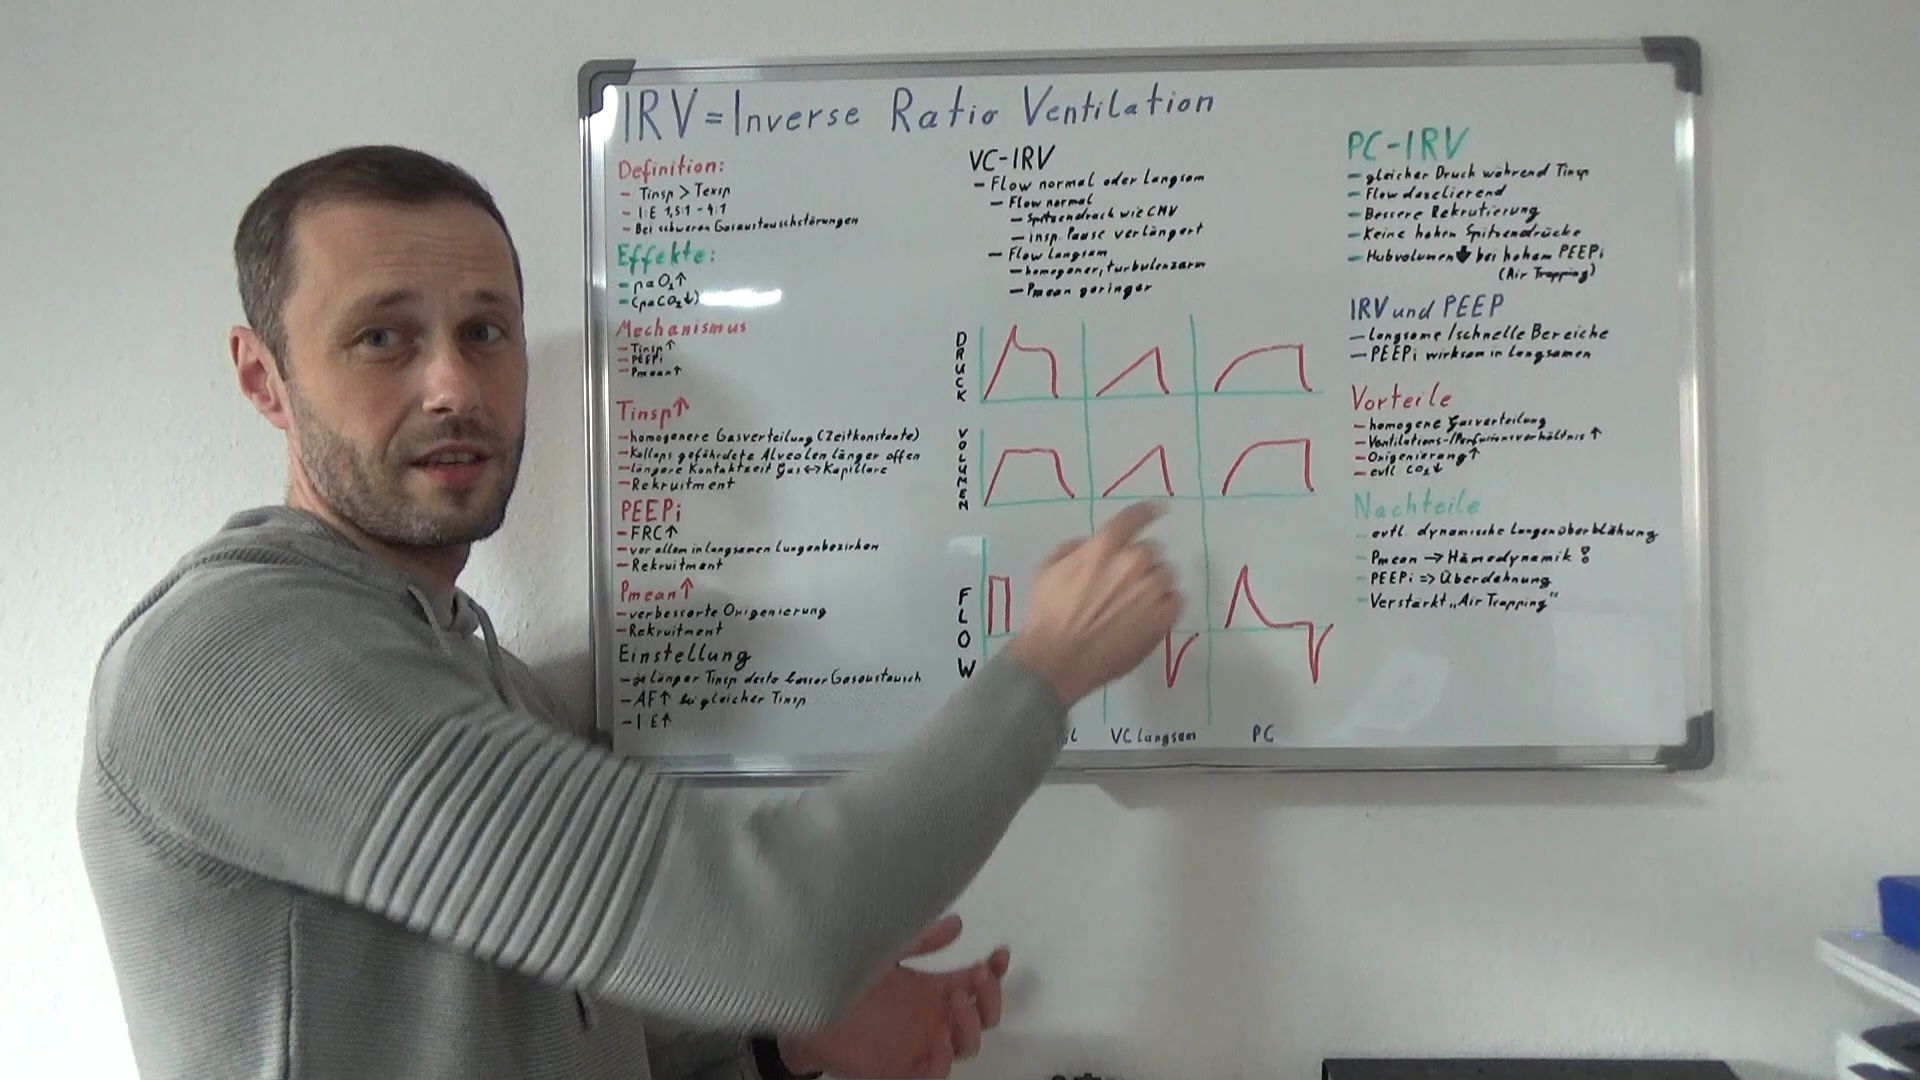 IRV = Inverse Ratio Ventilation
Definition:
- Tinsp > Texsp
- I:E 1,5:1 - 4:1
- Bei schweren Gasaustauschstörungen
Effekte:
- paO₂↑
- (paCO₂↓)
Mechanismus
- Tinsp↑
- PEEPi
- Pmean↑
Tinsp↑
- homogenere Gasverteilung (Zeitkonstante)
- Kollaps gefährdete Alveolen länger offen
- längere Kontaktzeit Gas <-> Kapillare
- Rekruitment
PEEPi
- FRC↑
- vor allem in langsamen Lungenbezirken
- Rekruitment
Pmean↑
- verbesserte Oxigenierung
- Rekruitment
Einstellung
- je länger Tinsp desto besser Gasaustausch
- AF↑ bei gleicher Tinsp
- I E↑
VC-IRV
- Flow normal oder langsam
- Flow normal
- Spitzendruck wie CMV
- insp. Pause verlängert
- Flow langsam
- homogener, turbulenzarm
- Pmean geringer
DRUCK
VOLUMEN
FLOW
VC langsam
PC
PC-IRV
- gleicher Druck während Tinsp
- Flow dezelierend
- Bessere Rekrutierung
- Keine hohen Spitzendrücke
- Hubvolumen ↓ bei hohem PEEPi
(Air Trapping)
IRV und PEEP
- langsame/schnelle Bereiche
- PEEPi wirksam in langsamen
Vorteile
- homogene Gasverteilung
- Ventilations-/Perfusionsverhältnis ↑
- Oxigenierung↑
- evtl CO₂↓
Nachteile
- evtl. dynamische Lungenüberblähung
- Pmean → Hämodynamik !
- PEEPi => Überdehnung
- Verstärkt „Air Trapping"